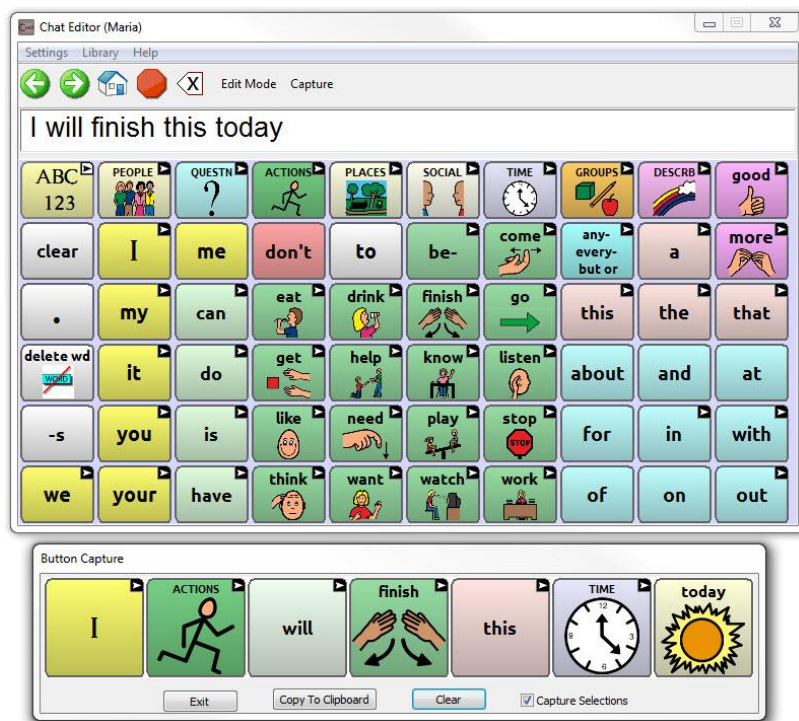 Chat Editor (Maria)
Settings Library Help
X Edit Mode Capture
I will finish this today
ABC 123 PEOPLE QUESTN ? ACTIONS PLACES SOCIAL TIME GROUPS DESCRB good
clear I me don't to be- come any- every- but or a more
. my can eat drink finish go this the that
delete wd WORD it do get help know listen about and at
-s you is like need play stop STOP for in with
we your have think want watch work of on out
Button Capture
I ACTIONS will finish this TIME 12 3 6 9 today
Exit Copy To Clipboard Clear Capture Selections